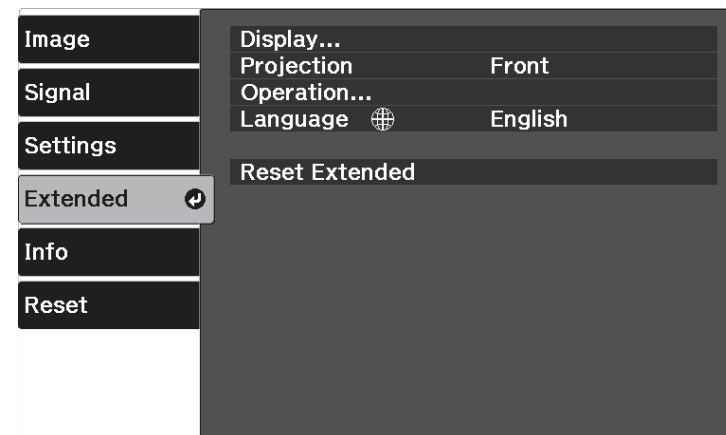 Image
Signal
Settings
Extended
Info
Reset
Display...
Projection Front
Operation...
Language English
Reset Extended